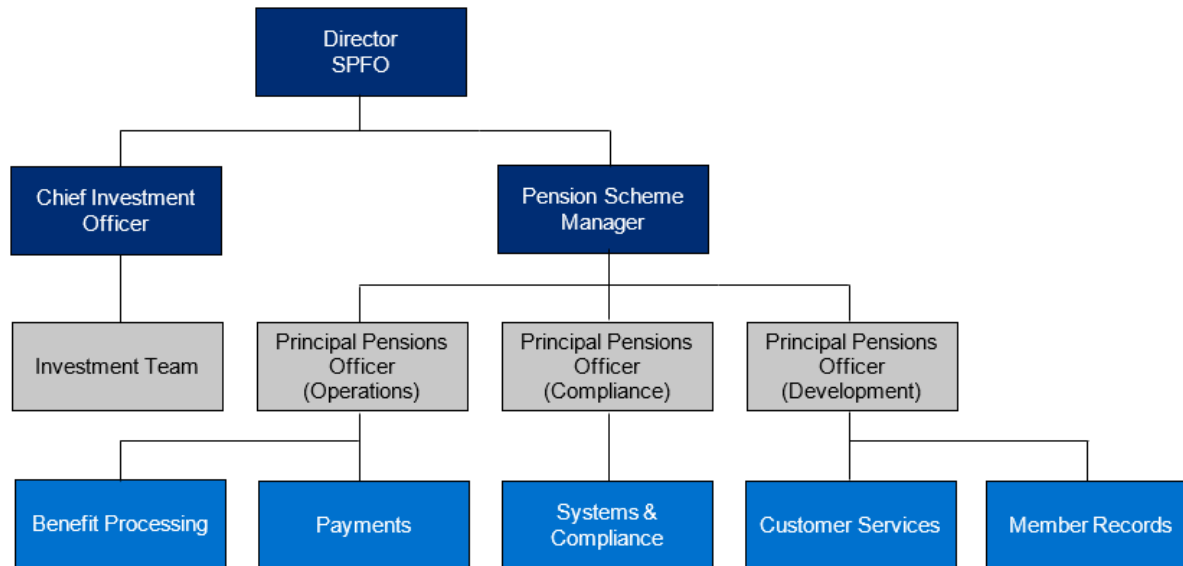 Director
SPFO
Chief Investment
Officer
Pension Scheme
Manager
Investment Team
Principal Pensions
Officer
(Operations)
Principal Pensions
Officer
(Compliance)
Principal Pensions
Officer
(Development)
Benefit Processing
Payments
Systems &
Compliance
Customer Services
Member Records